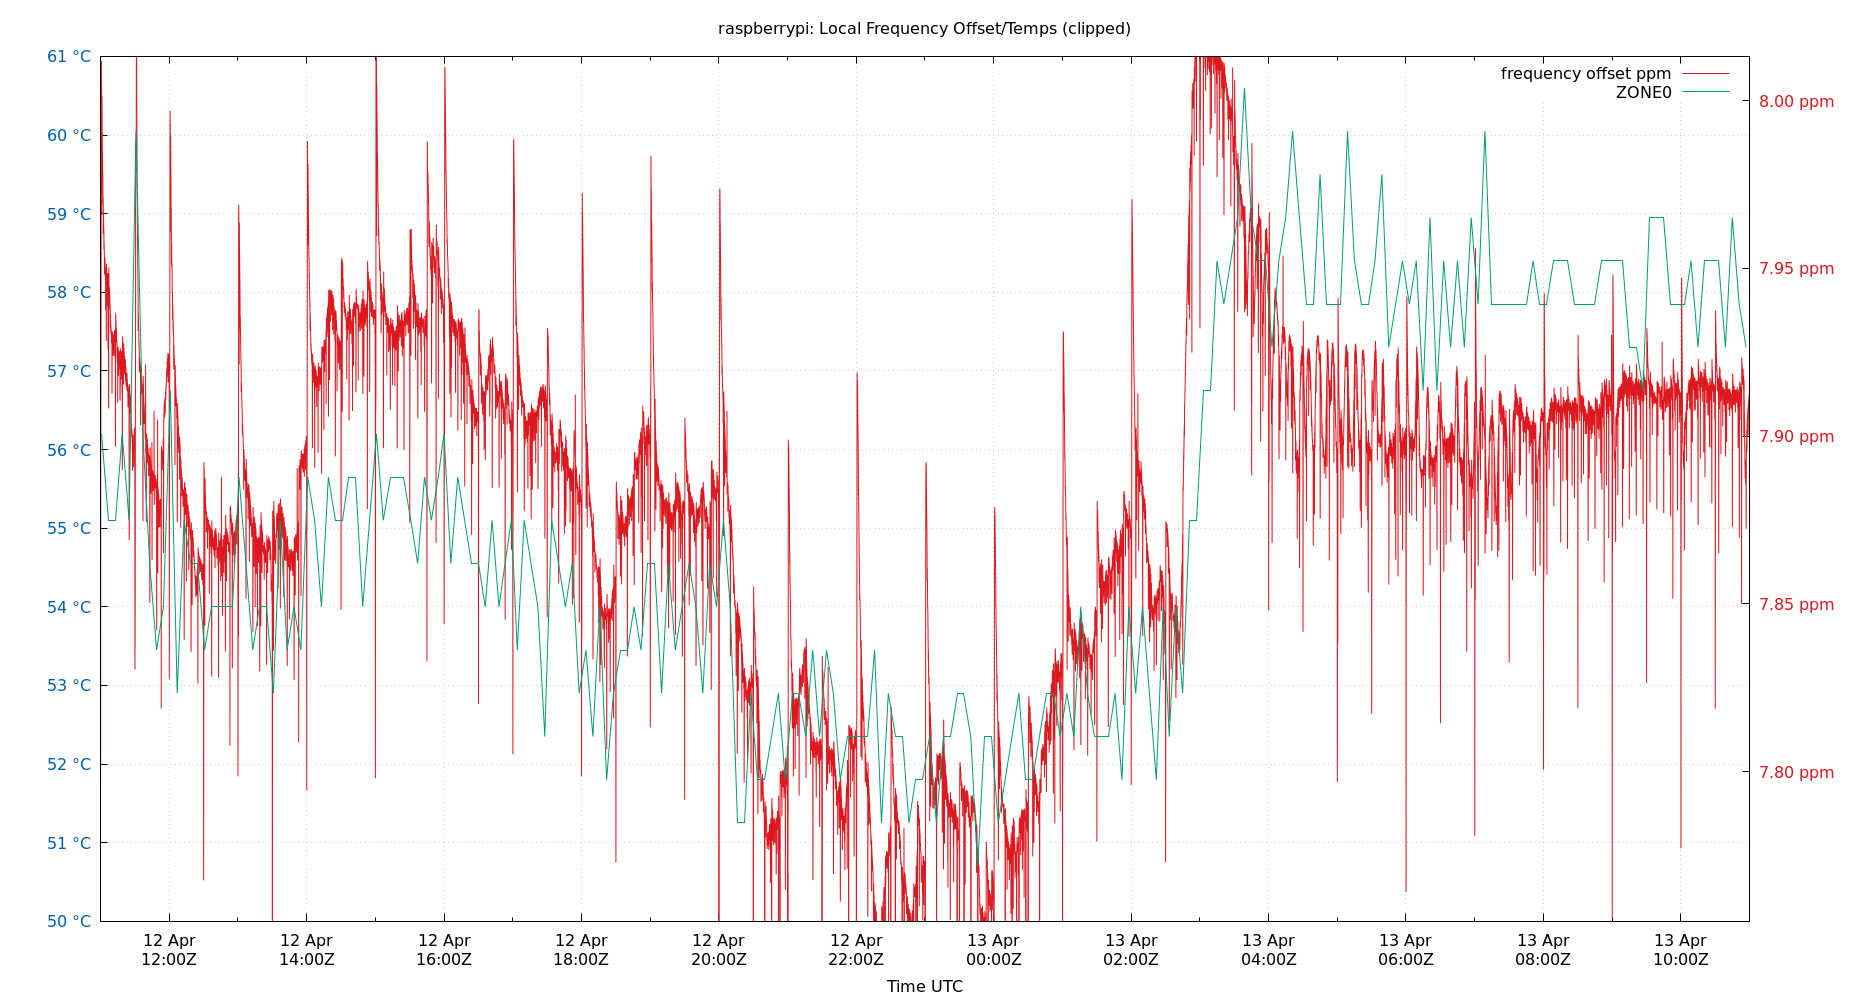 raspberrypi: Local Frequency Offset/Temps (clipped)
61 °C
60 °C
59 °C
58 °C
57 °C
56 °C
55 °C
54 °C
53 °C
52 °C
51 °C
50 °C
frequency offset ppm
ZONE0
8.00 ppm
7.95 ppm
7.90 ppm
7.85 ppm
7.80 ppm
12 Apr 12 Apr 12 Apr 12 Apr 12 Apr 12 Apr 13 Apr 13 Apr 13 Apr 13 Apr 13 Apr 13 Apr
12:00Z 14:00Z 16:00Z 18:00Z 20:00Z 22:00Z 00:00Z 02:00Z 04:00Z 06:00Z 08:00Z 10:00Z
Time UTC